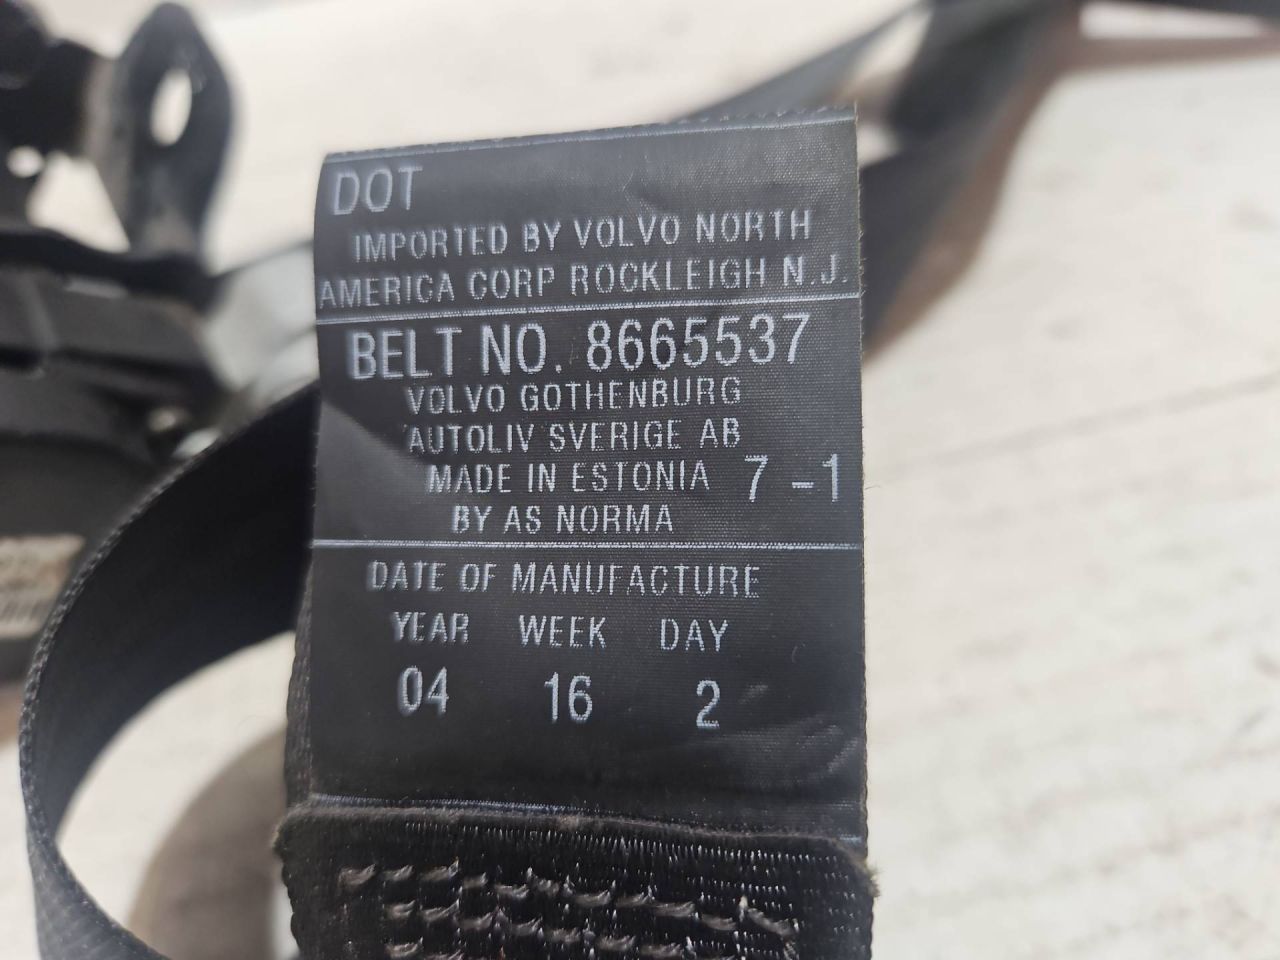 DOT
IMPORTED BY VOLVO NORTH
AMERICA CORP ROCKLEIGH N.J.
BELT NO. 8665537
VOLVO GOTHENBURG
AUTOLIV SVERIGE AB
MADE IN ESTONIA 7 -1
BY AS NORMA
DATE OF MANUFACTURE
YEAR WEEK DAY
04 16 2